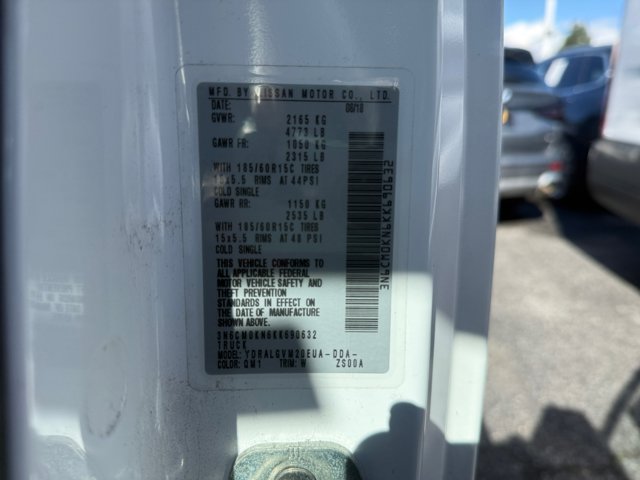 MFD. BY NISSAN MOTOR CO., LTD.
DATE: 08/18
GVWR: 2165 KG
4773 LB
GAWR FR: 1050 KG
2315 LB
WITH 185/60R15C TIRES
15x5.5 RIMS AT 44PSI
COLD SINGLE
GAWR RR: 1150 KG
2535 LB
WITH 185/60R15C TIRES
15x5.5 RIMS AT 48 PSI
COLD SINGLE
THIS VEHICLE CONFORMS TO
ALL APPLICABLE FEDERAL
MOTOR VEHICLE SAFETY AND
THEFT PREVENTION
STANDARDS IN EFFECT ON
THE DATE OF MANUFACTURE
SHOWN ABOVE.
3N6CM0KN6KK690632
TRUCK
MODEL: YDRALGVM20EUA-DDA-
COLOR: QM1 TRIM: W ZS00A
3N6CM0KN6KK690632